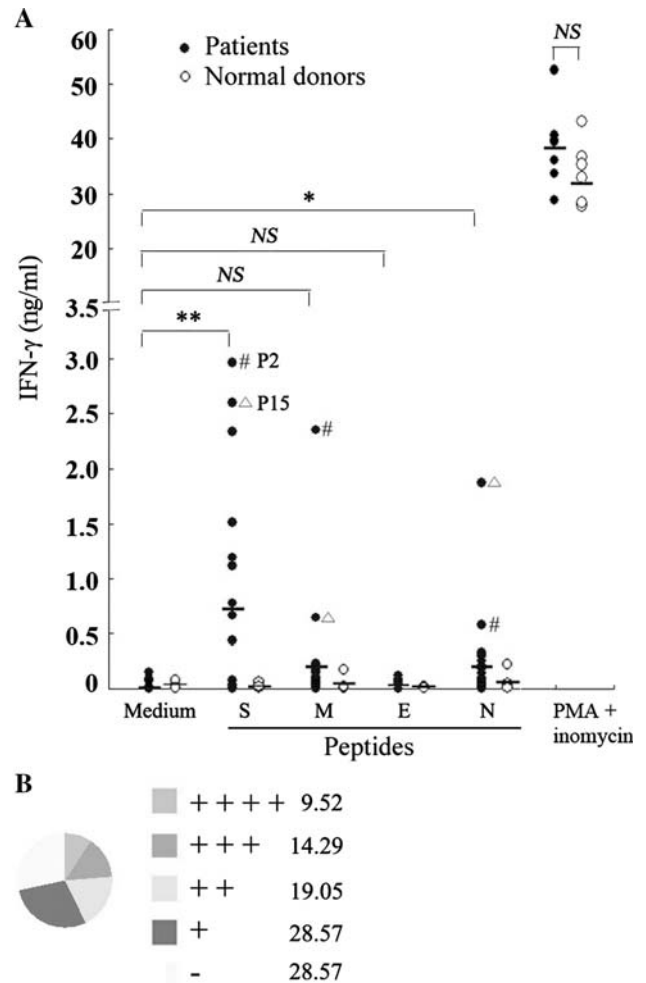 A
60
50
40
30
20
3.5
3.0
2.5
2.0
1.5
1.0
0.5
0
IFN-γ (ng/ml)
● Patients
○ Normal donors
NS
*
NS
NS
**
# P2
△ P15
#
△
△
#
Medium S M E N PMA +
inomycin
Peptides
B
+ + + + 9.52
+ + + 14.29
+ + 19.05
+ 28.57
- 28.57